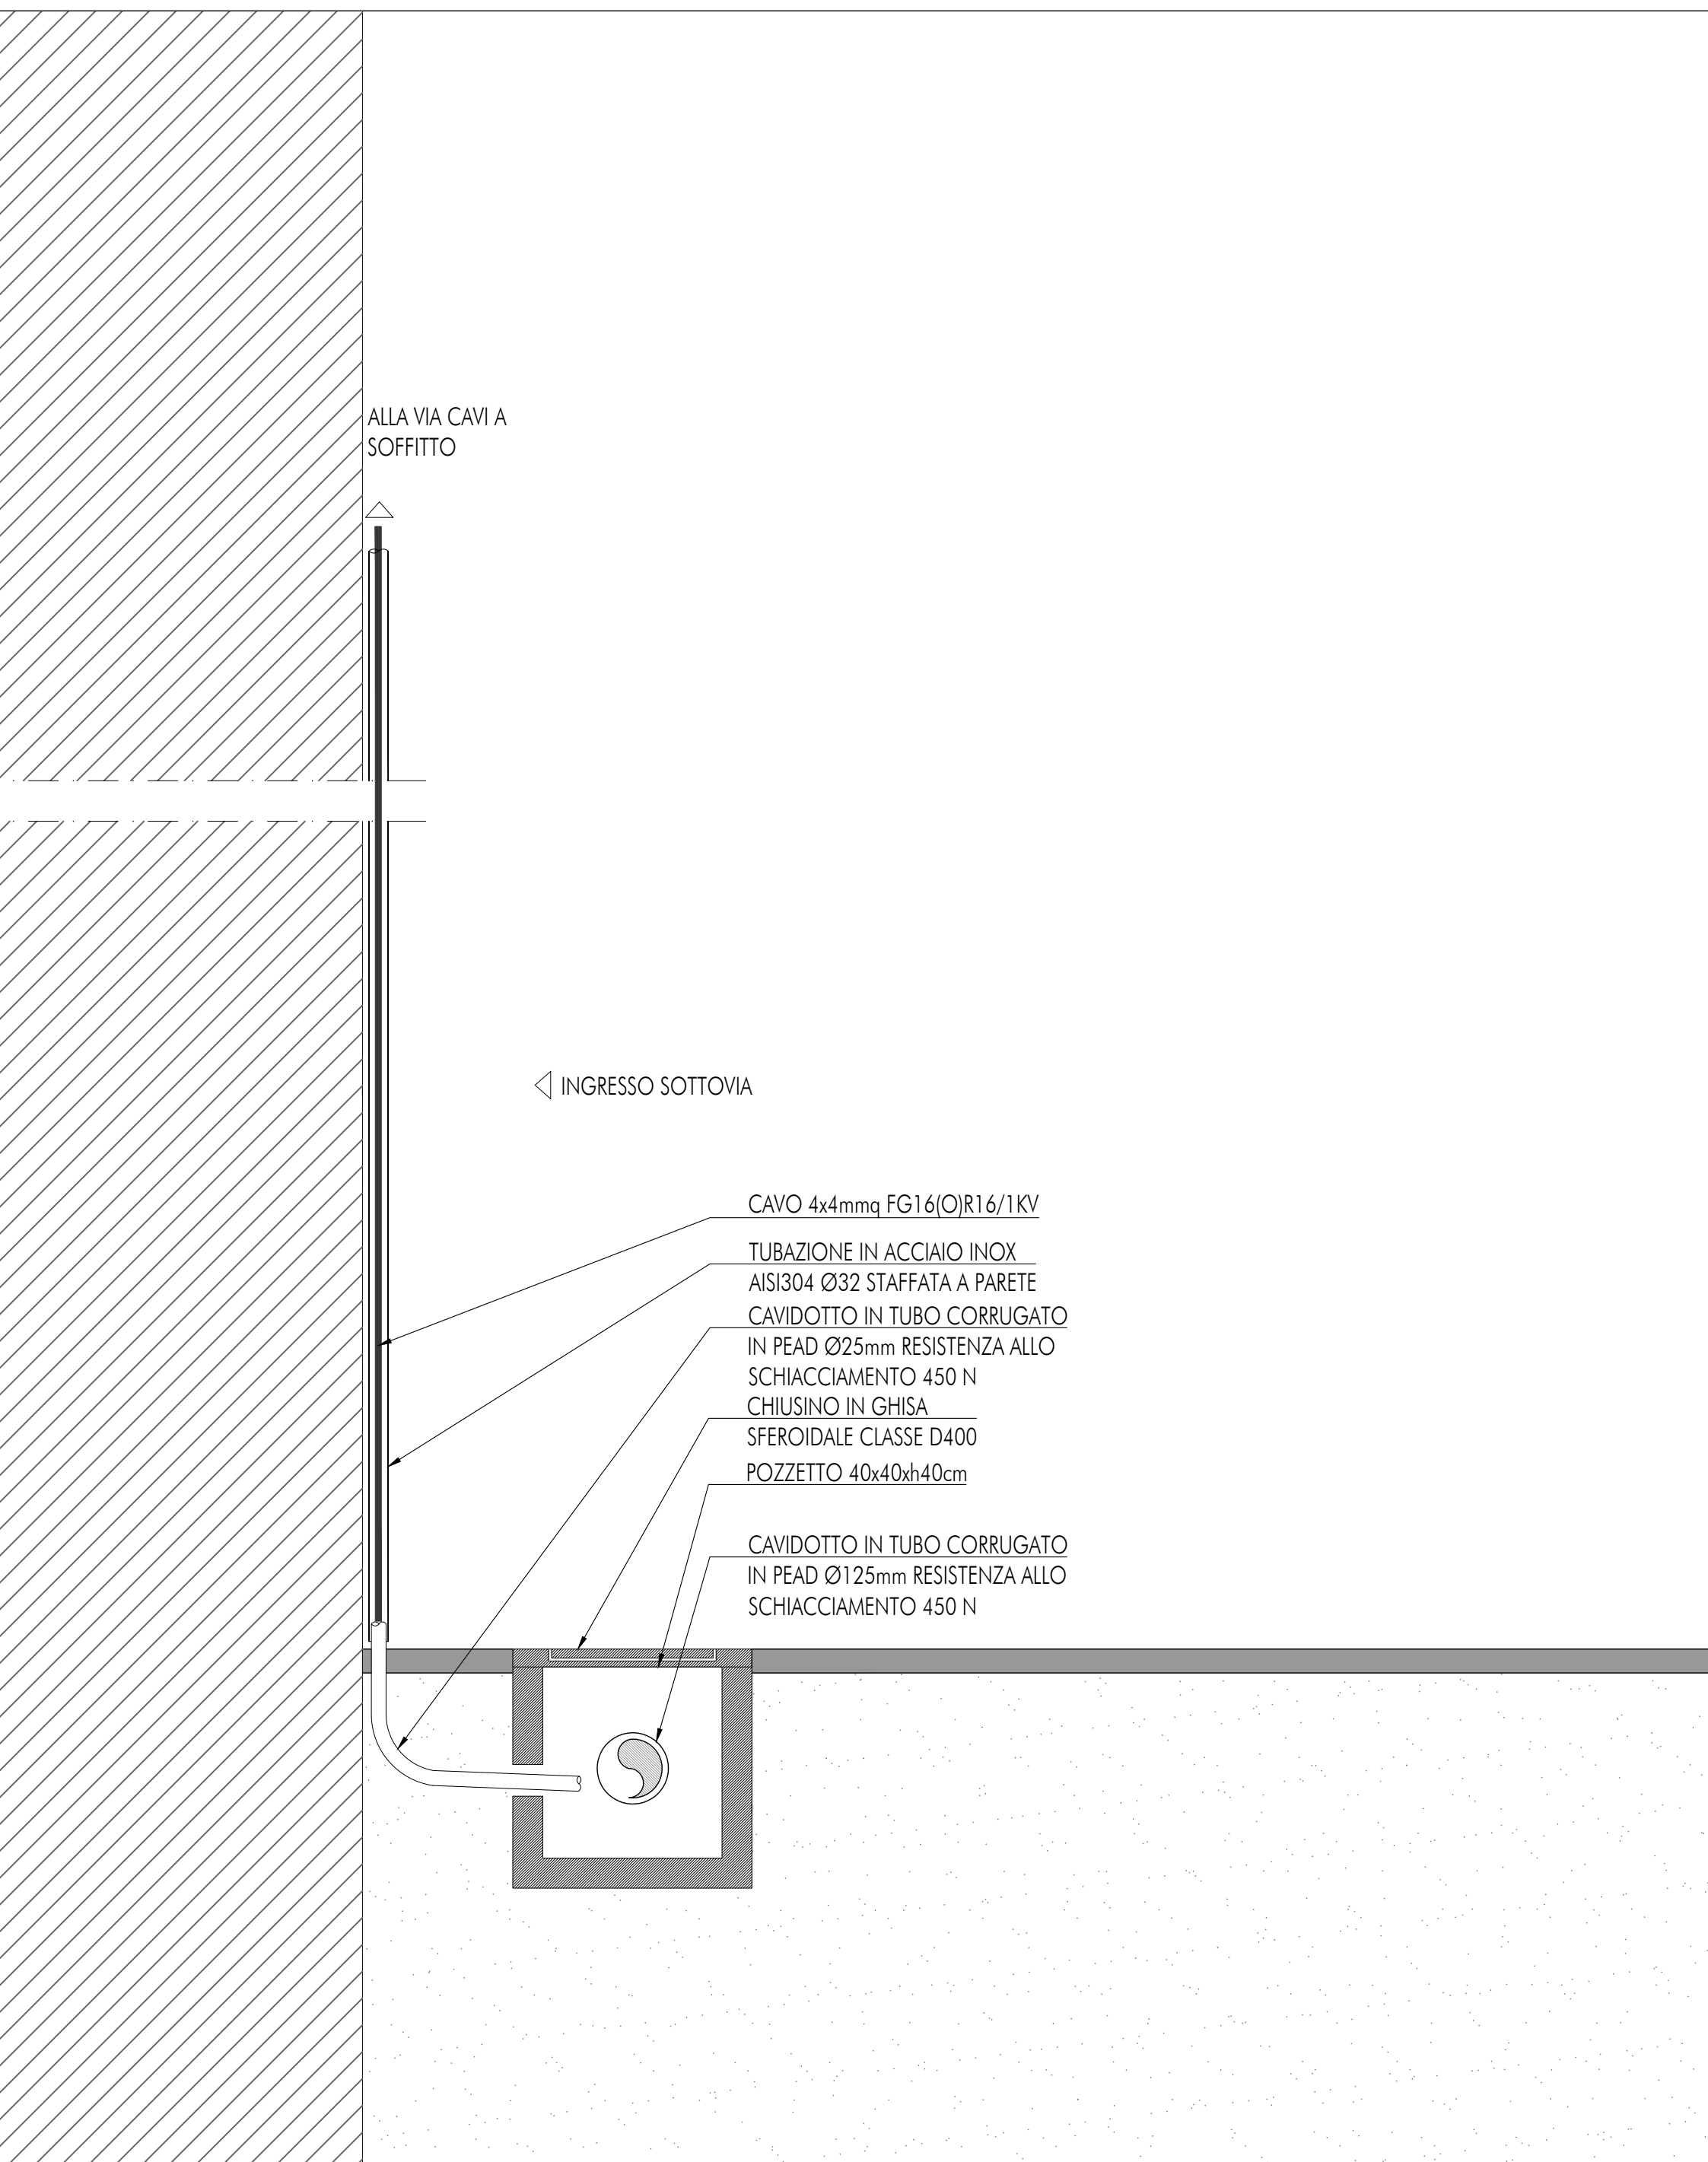 ALLA VIA CAVI A
SOFFITTO
INGRESSO SOTTOVIA
CAVO 4x4mmq FG16(O)R16/1KV
TUBAZIONE IN ACCIAIO INOX
AISI304 Ø32 STAFFATA A PARETE
CAVIDOTTO IN TUBO CORRUGATO
IN PEAD Ø25mm RESISTENZA ALLO
SCHIACCIAMENTO 450 N
CHIUSINO IN GHISA
SFEROIDALE CLASSE D400
POZZETTO 40x40xh40cm
CAVIDOTTO IN TUBO CORRUGATO
IN PEAD Ø125mm RESISTENZA ALLO
SCHIACCIAMENTO 450 N